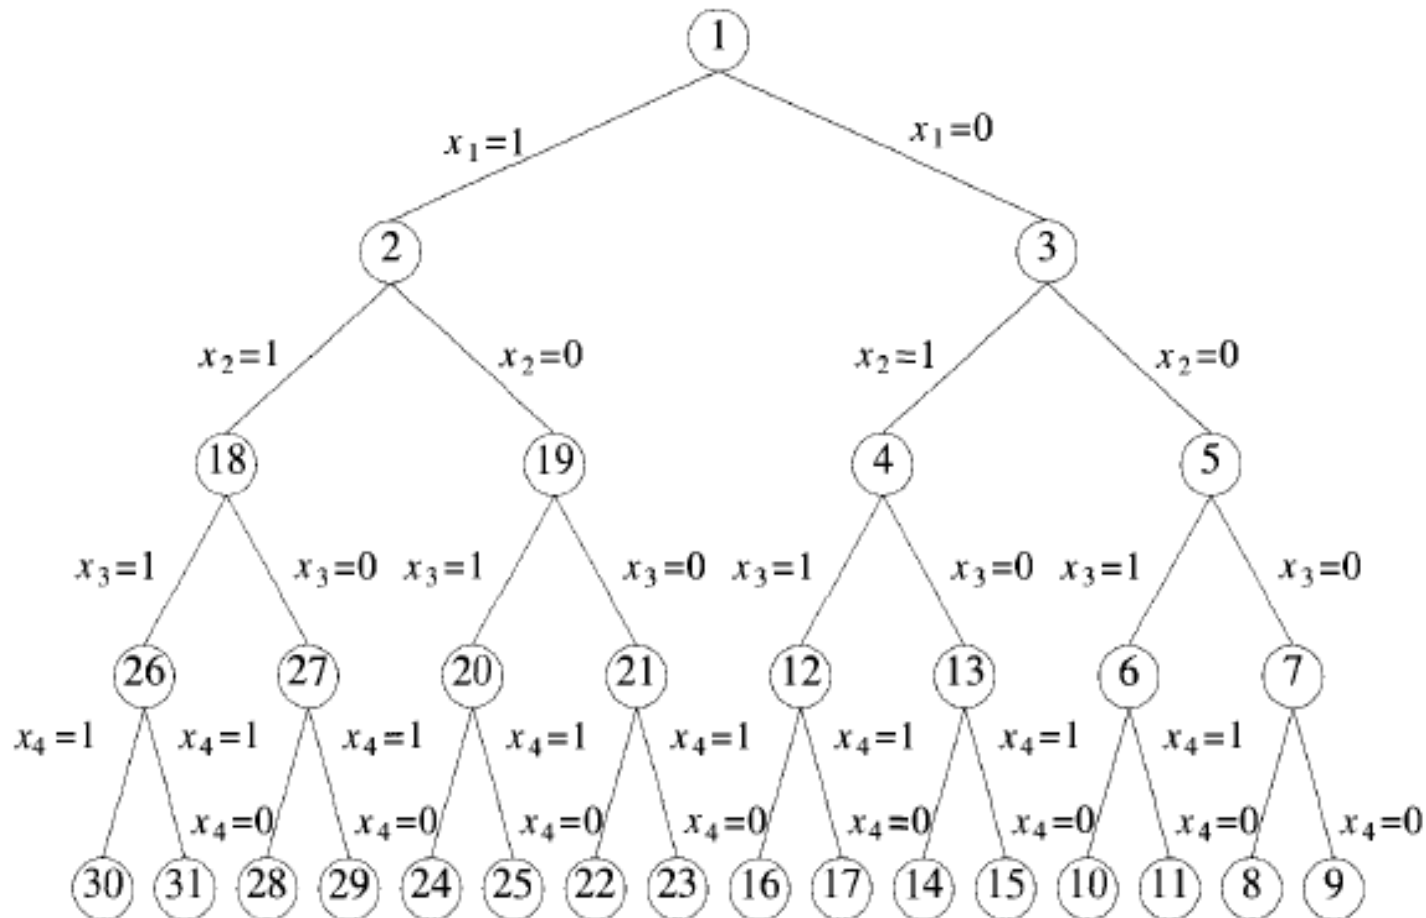 1
x1=1 x1=0
2 3
x2=1 x2=0 x2=1 x2=0
18 19 4 5
x3=1 x3=0 x3=1 x3=0 x3=1 x3=0 x3=1 x3=0
26 27 20 21 12 13 6 7
x4=1 x4=1 x4=1 x4=1 x4=1 x4=1 x4=1 x4=1
x4=0 x4=0 x4=0 x4=0 x4=0 x4=0 x4=0 x4=0
30 31 28 29 24 25 22 23 16 17 14 15 10 11 8 9